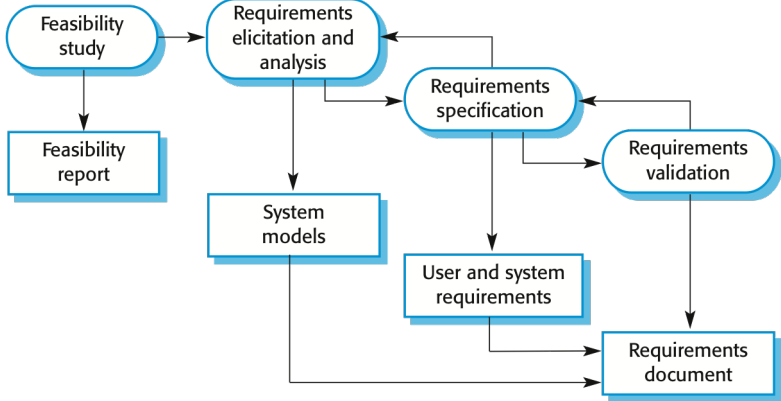 Feasibility
study
Requirements
elicitation and
analysis
Requirements
specification
Requirements
validation
Feasibility
report
System
models
User and system
requirements
Requirements
document